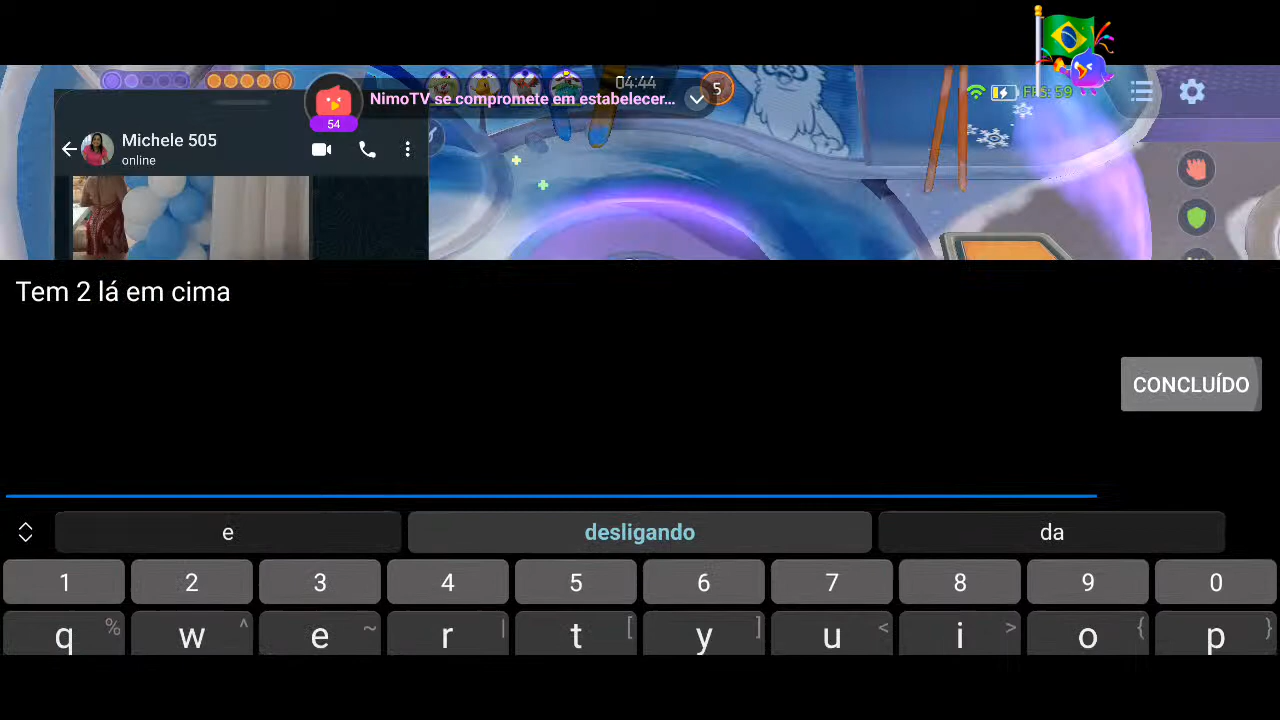 04:44
5
NimoTV se compromete em estabelecer...
FPS: 59
54
Michele 505
online
Tem 2 lá em cima
CONCLUÍDO
e desligando da
1 2 3 4 5 6 7 8 9 0
q % w ^ e ~ r | t [ y ] u < i > o { p }